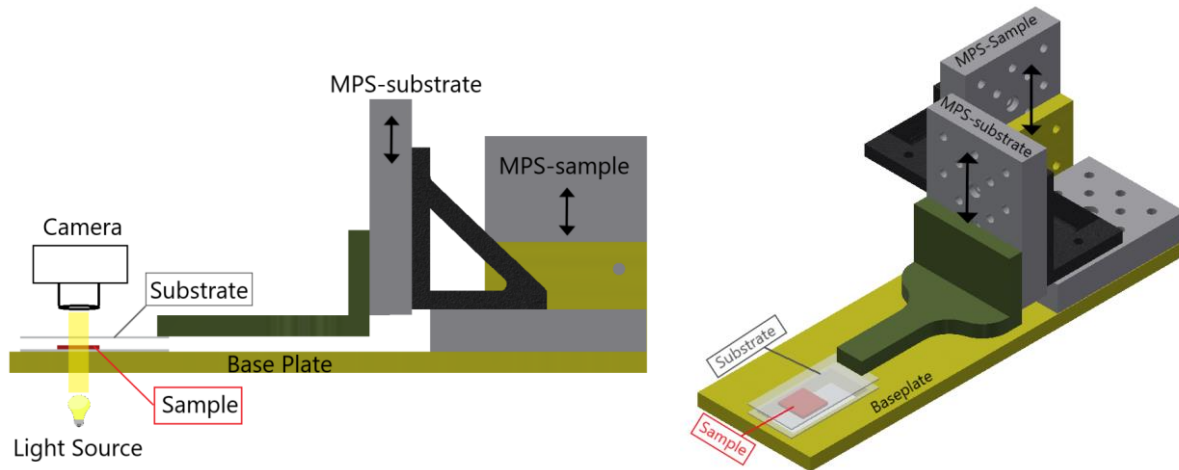 MPS-substrate
MPS-sample
Camera
Substrate
Base Plate
Sample
Light Source
MPS-Sample
MPS-substrate
Substrate
Baseplate
Sample